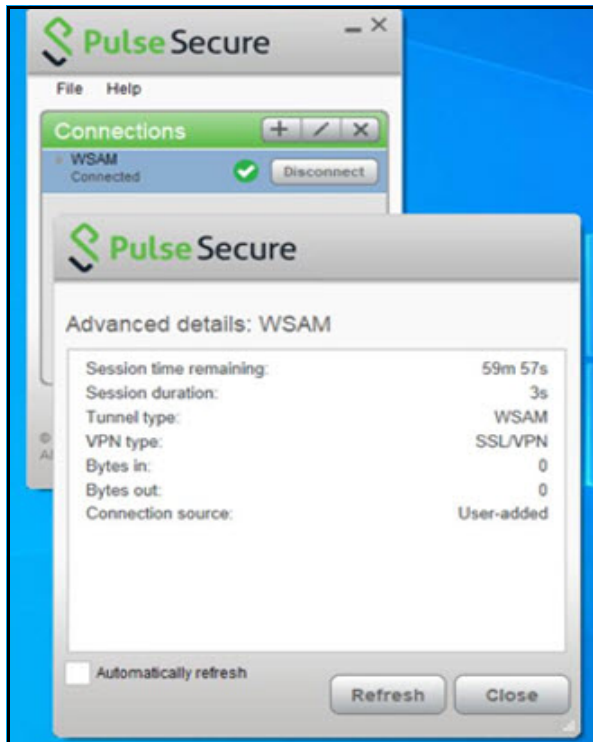 Pulse Secure
File Help
Connections
WSAM
Connected
Disconnect
Pulse Secure
Advanced details: WSAM
Session time remaining: 59m 57s
Session duration: 3s
Tunnel type: WSAM
VPN type: SSL/VPN
Bytes in: 0
Bytes out: 0
Connection source: User-added
©
Al
Automatically refresh
Refresh Close